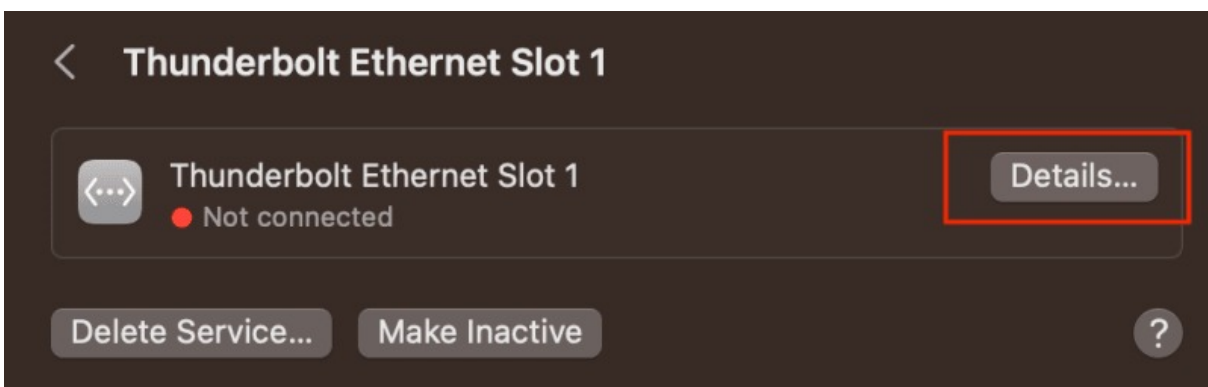 Thunderbolt Ethernet Slot 1
Thunderbolt Ethernet Slot 1
Details...
Not connected
Delete Service...
Make Inactive
?